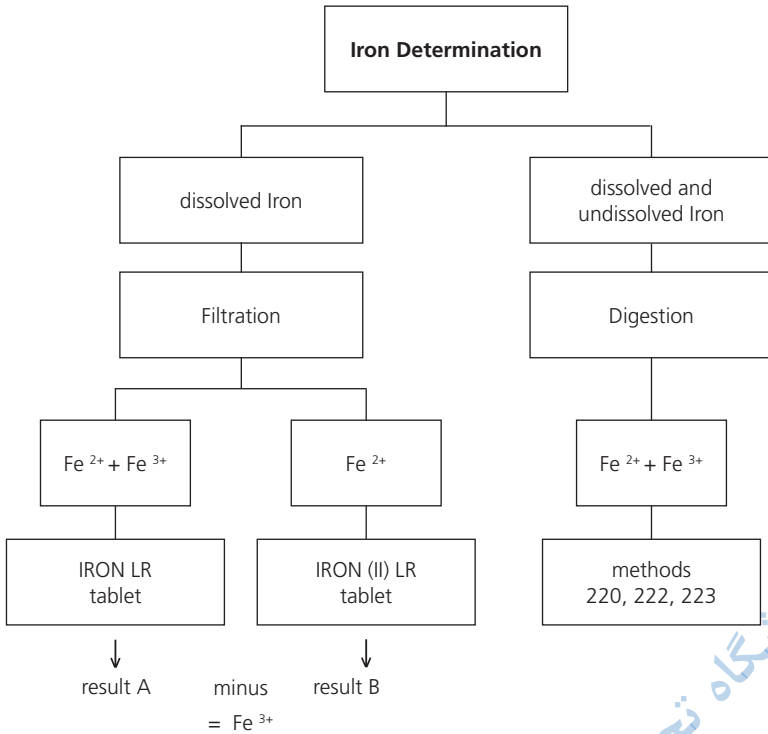 Iron Determination
dissolved Iron
dissolved and
undissolved Iron
Filtration
Digestion
Fe ²⁺ + Fe ³⁺
Fe ²⁺
Fe ²⁺ + Fe ³⁺
IRON LR
tablet
IRON (II) LR
tablet
methods
220, 222, 223
result A minus result B
= Fe ³⁺